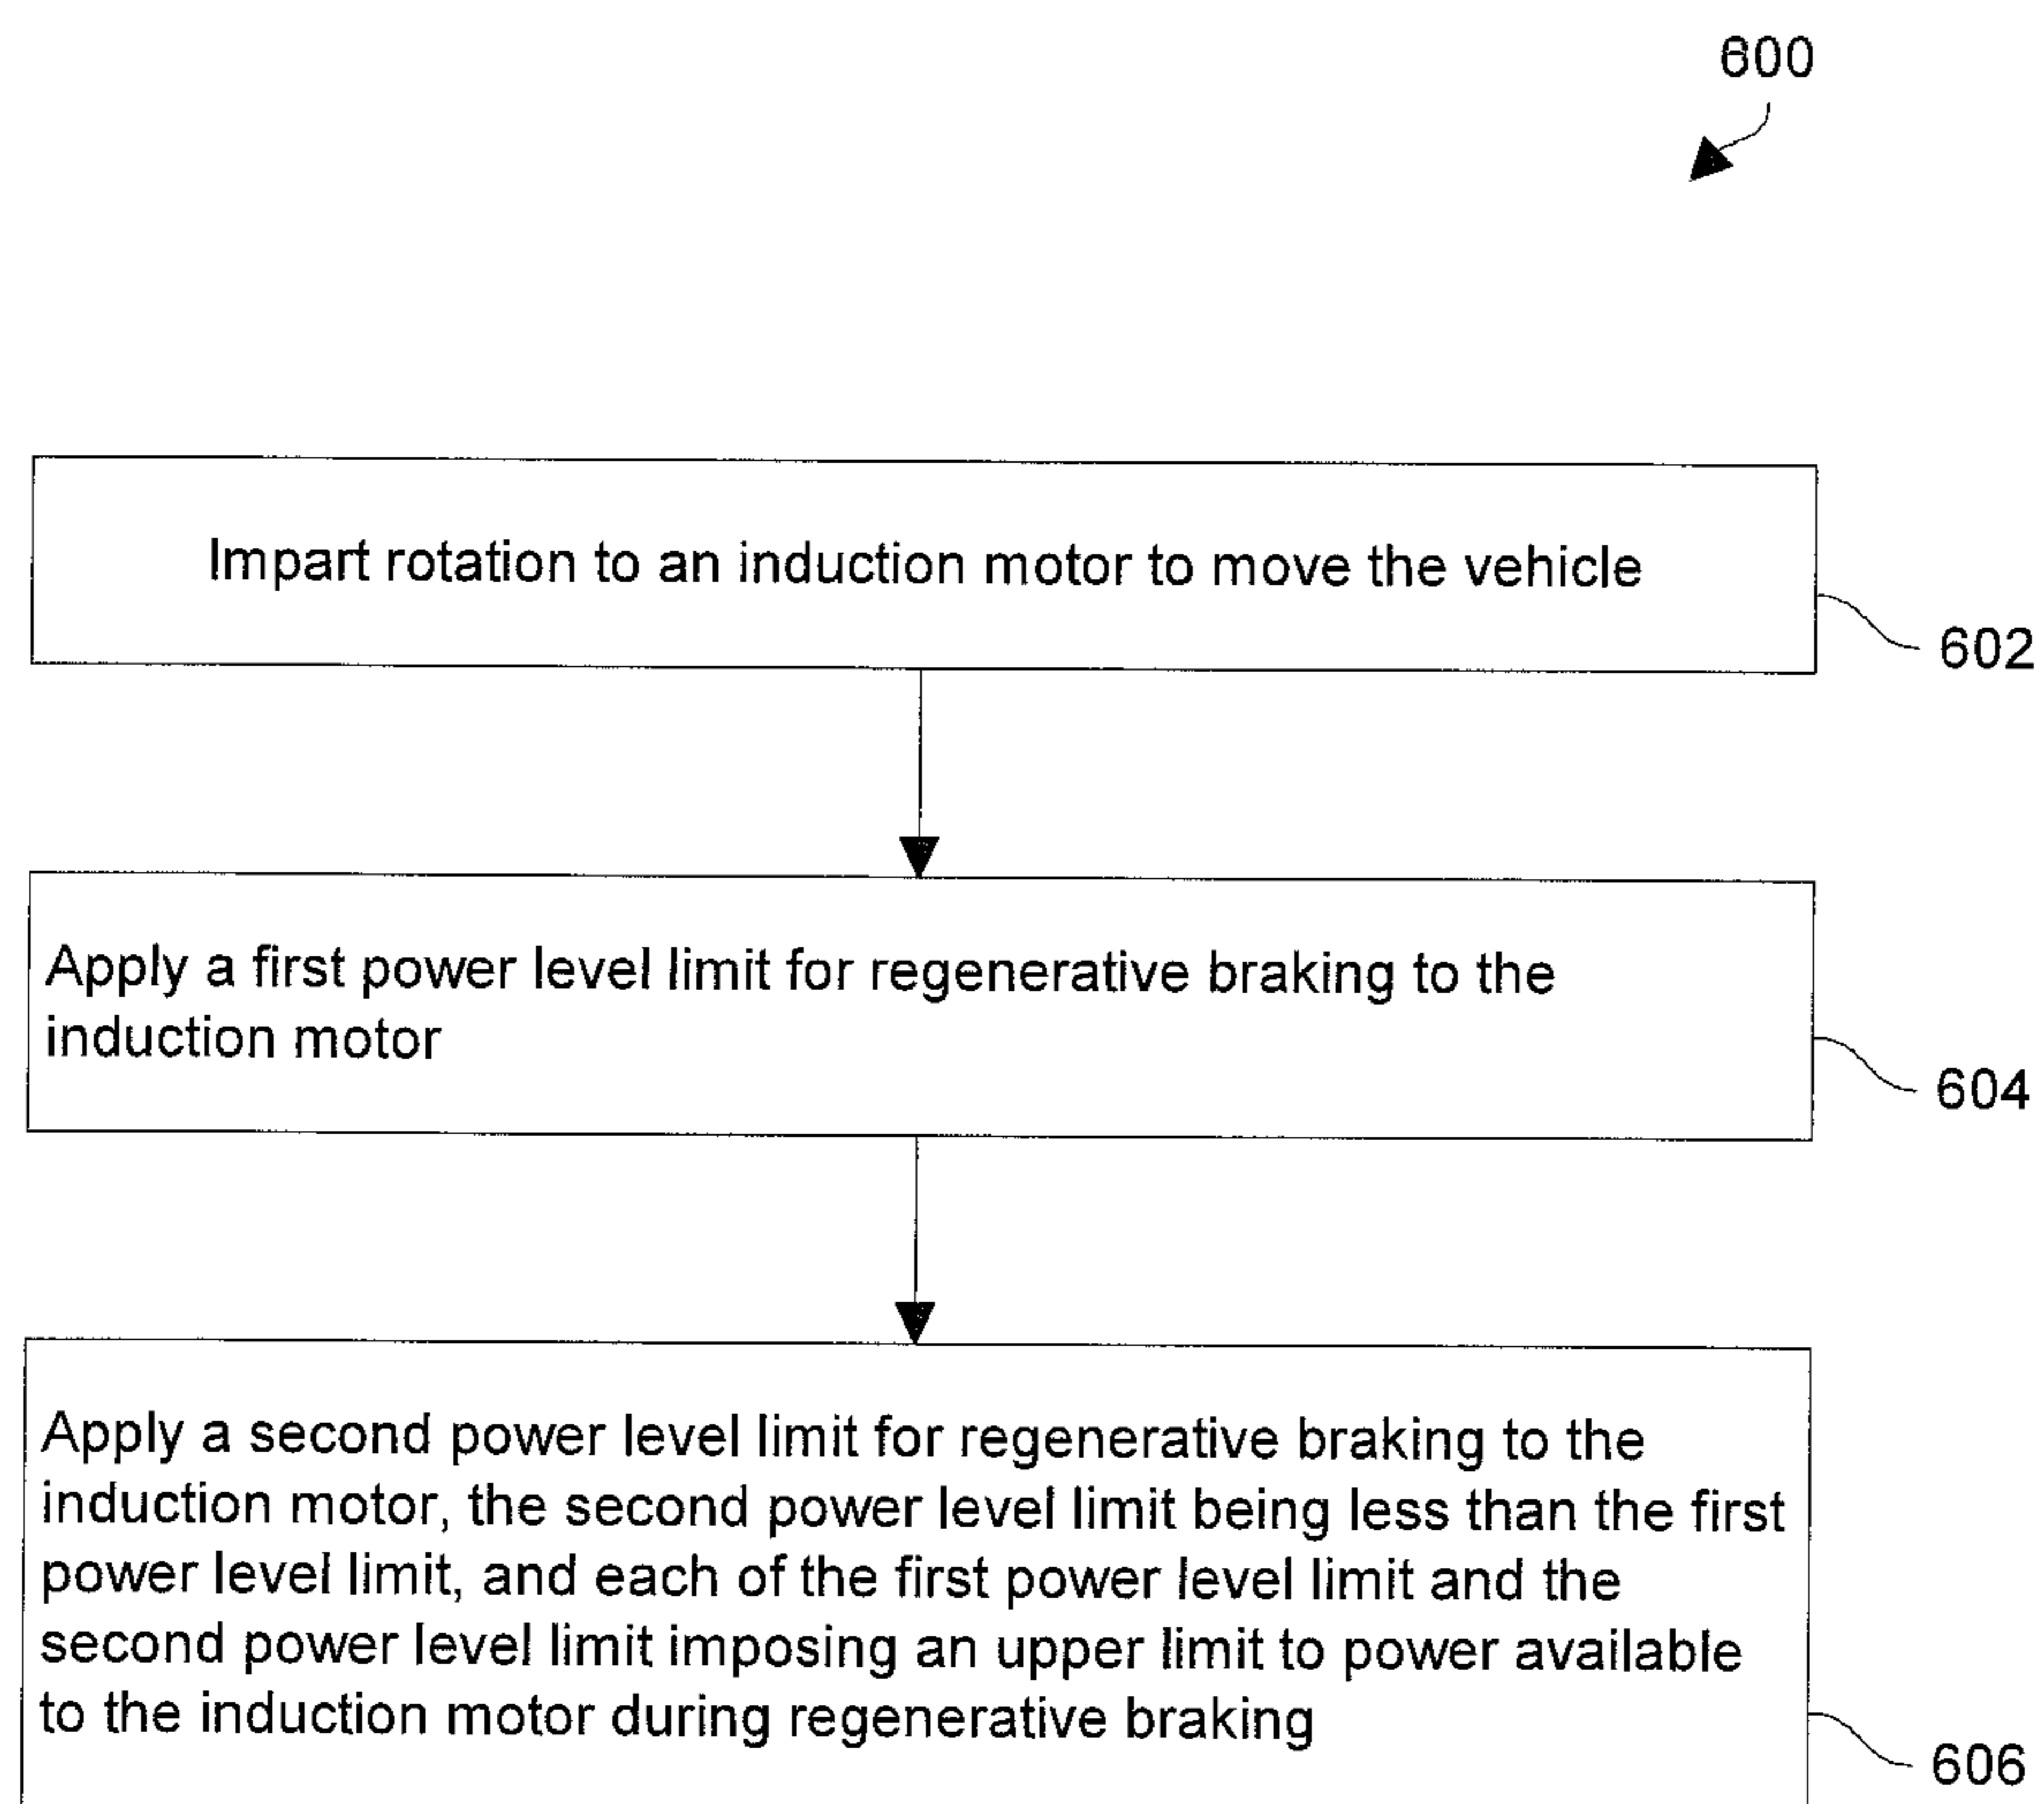 600
Impart rotation to an induction motor to move the vehicle
602
Apply a first power level limit for regenerative braking to the
induction motor
604
Apply a second power level limit for regenerative braking to the
induction motor, the second power level limit being less than the first
power level limit, and each of the first power level limit and the
second power level limit imposing an upper limit to power available
to the induction motor during regenerative braking
606